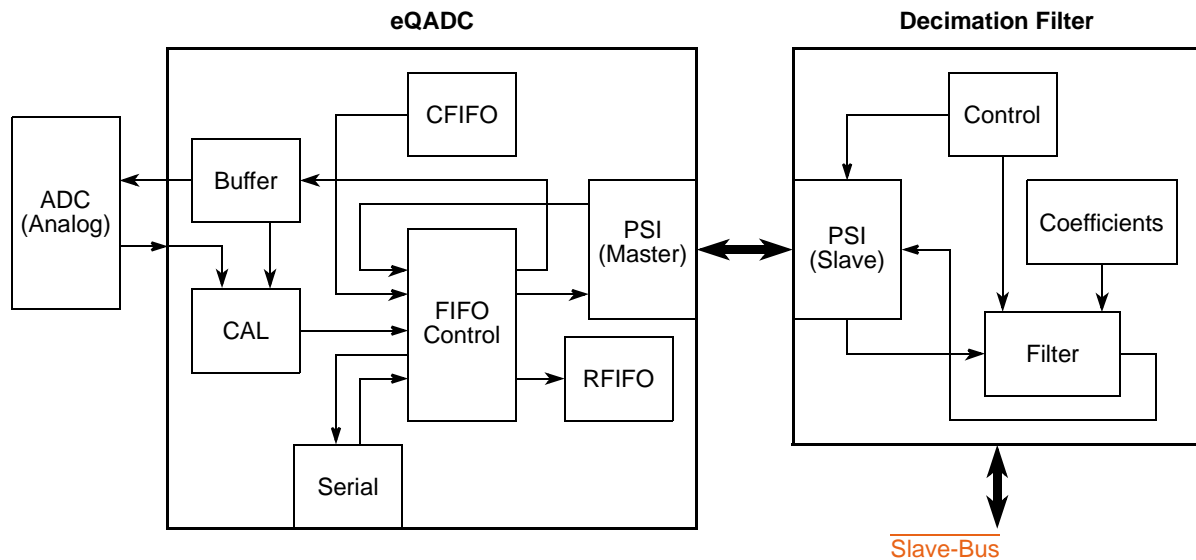 eQADC
Decimation Filter
CFIFO
Control
Buffer
ADC
(Analog)
PSI
(Master)
PSI
(Slave)
Coefficients
CAL
FIFO
Control
Filter
RFIFO
Serial
Slave-Bus